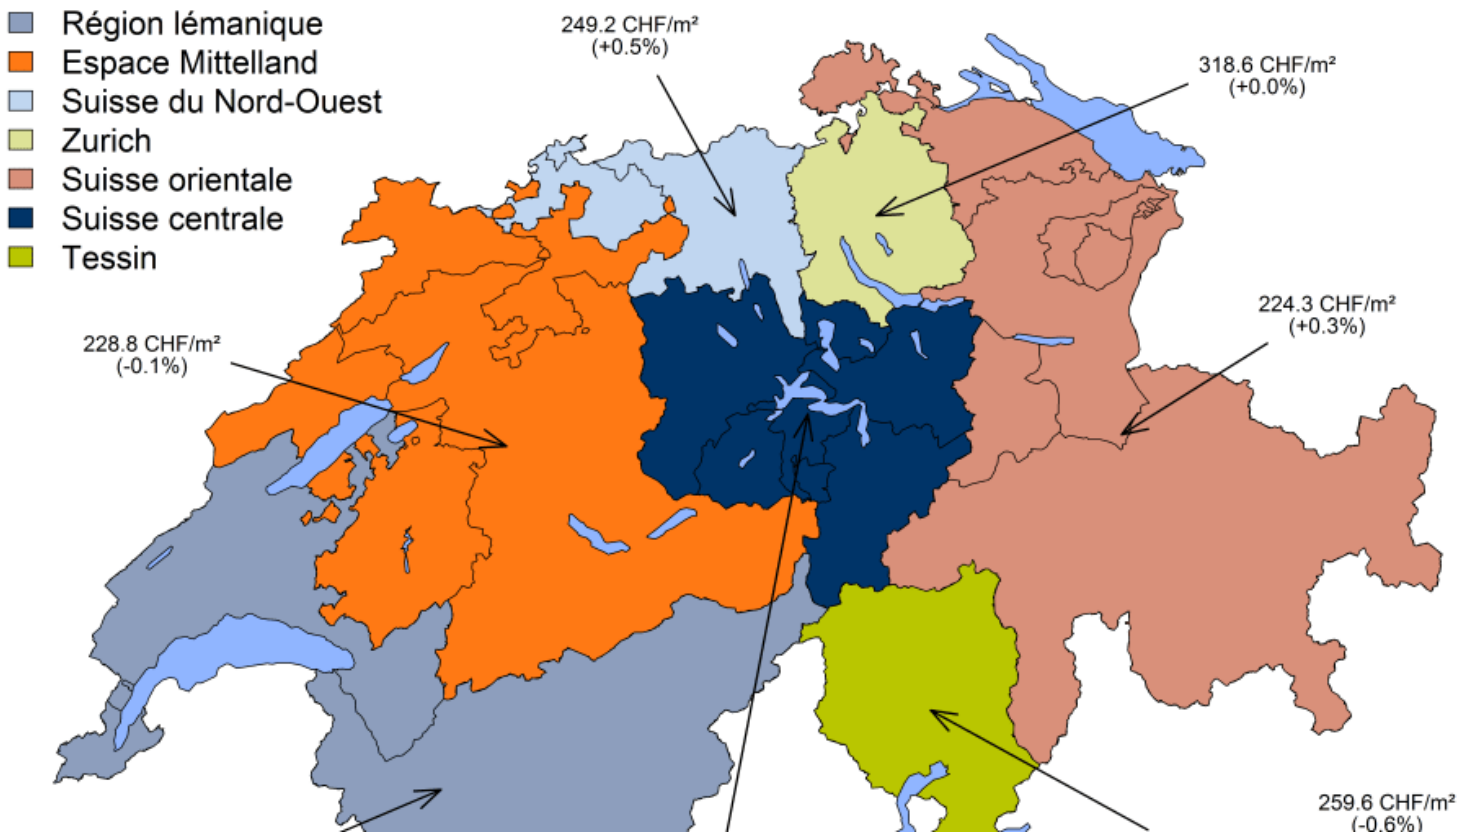 Région lémanique
Espace Mittelland
Suisse du Nord-Ouest
Zurich
Suisse orientale
Suisse centrale
Tessin
249.2 CHF/m²
(+0.5%)
318.6 CHF/m²
(+0.0%)
228.8 CHF/m²
(-0.1%)
224.3 CHF/m²
(+0.3%)
259.6 CHF/m²
(-0.6%)